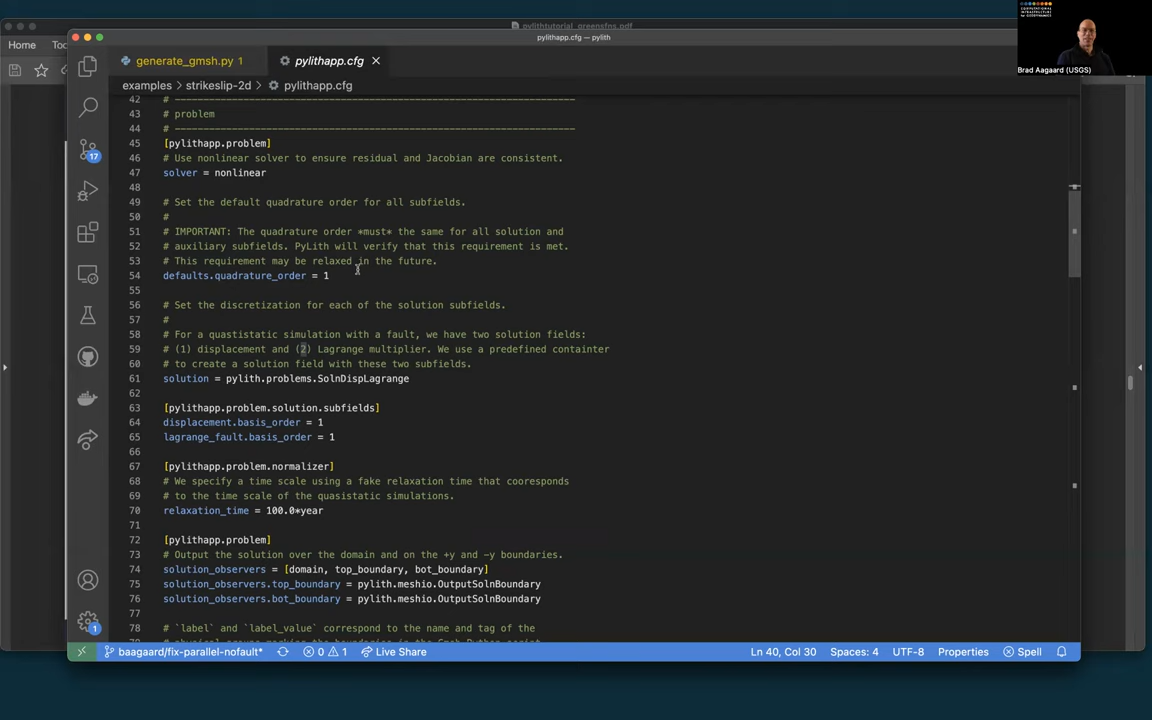 COMPUTATIONAL
INFRASTRUCTURE
for GEODYNAMICS
Brad Aagaard (USGS)
pylithtutorial_greensfns.pdf
Home
pylithapp.cfg — pylith
generate_gmsh.py 1
pylithapp.cfg
examples > strikeslip-2d > pylithapp.cfg
42 # ----------------------------------------------------------------------
43 # problem
44 # ----------------------------------------------------------------------
45 [pylithapp.problem]
46 # Use nonlinear solver to ensure residual and Jacobian are consistent.
47 solver = nonlinear
48
49 # Set the default quadrature order for all subfields.
50 #
51 # IMPORTANT: The quadrature order *must* the same for all solution and
52 # auxiliary subfields. PyLith will verify that this requirement is met.
53 # This requirement may be relaxed in the future.
54 defaults.quadrature_order = 1
55
56 # Set the discretization for each of the solution subfields.
57 #
58 # For a quastistatic simulation with a fault, we have two solution fields:
59 # (1) displacement and (2) Lagrange multiplier. We use a predefined containter
60 # to create a solution field with these two subfields.
61 solution = pylith.problems.SolnDispLagrange
62
63 [pylithapp.problem.solution.subfields]
64 displacement.basis_order = 1
65 lagrange_fault.basis_order = 1
66
67 [pylithapp.problem.normalizer]
68 # We specify a time scale using a fake relaxation time that cooresponds
69 # to the time scale of the quasistatic simulations.
70 relaxation_time = 100.0*year
71
72 [pylithapp.problem]
73 # Output the solution over the domain and on the +y and -y boundaries.
74 solution_observers = [domain, top_boundary, bot_boundary]
75 solution_observers.top_boundary = pylith.meshio.OutputSolnBoundary
76 solution_observers.bot_boundary = pylith.meshio.OutputSolnBoundary
77
78 # `label` and `label_value` correspond to the name and tag of the
17
1
baagaard/fix-parallel-nofault* 0 1 Live Share Ln 40, Col 30 Spaces: 4 UTF-8 Properties Spell